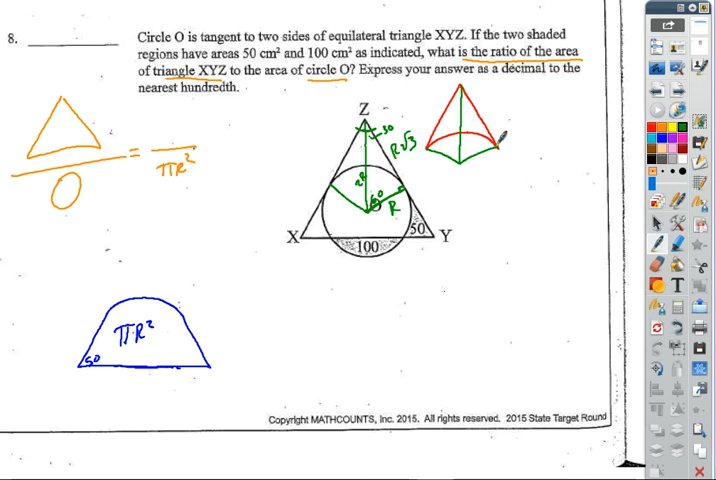 8. Circle O is tangent to two sides of equilateral triangle XYZ. If the two shaded
regions have areas 50 cm² and 100 cm² as indicated, what is the ratio of the area
of triangle XYZ to the area of circle O? Express your answer as a decimal to the
nearest hundredth.
Z
30
R√3
= πR²
2R
60
R
X
50
Y
100
πR²
50
Copyright MATHCOUNTS, Inc. 2015. All rights reserved. 2015 State Target Round
T